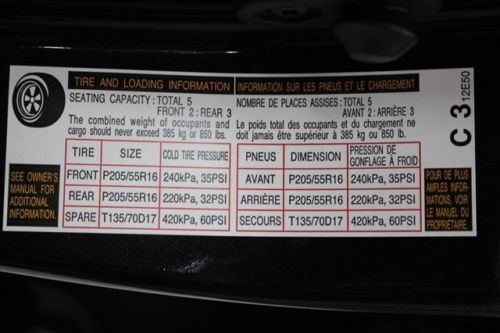 TIRE AND LOADING INFORMATION
SEATING CAPACITY: TOTAL 5
FRONT 2 : REAR 3
The combined weight of occupants and
cargo should never exceed 385 kg or 850 lbs.
INFORMATION SUR LES PNEUS ET LE CHARGEMENT
NOMBRE DE PLACES ASSISES: TOTAL 5
AVANT 2 : ARRIÈRE 3
Le poids total des occupants et du chargement ne
doit jamais être supérieur à 385 kg ou 850 lb.
C 3
12E50
SEE OWNER'S
MANUAL FOR
ADDITIONAL
INFORMATION.
TIRE SIZE COLD TIRE PRESSURE
FRONT P205/55R16 240kPa, 35PSI
REAR P205/55R16 220kPa, 32PSI
SPARE T135/70D17 420kPa, 60PSI
PNEUS DIMENSION PRESSION DE
GONFLAGE À FROID
AVANT P205/55R16 240kPa, 35PSI
ARRIÈRE P205/55R16 220kPa, 32PSI
SECOURS T135/70D17 420kPa, 60PSI
POUR DE PLUS
AMPLES INFOR-
MATIONS, VOIR
LE MANUEL DU
PROPRIÉTAIRE